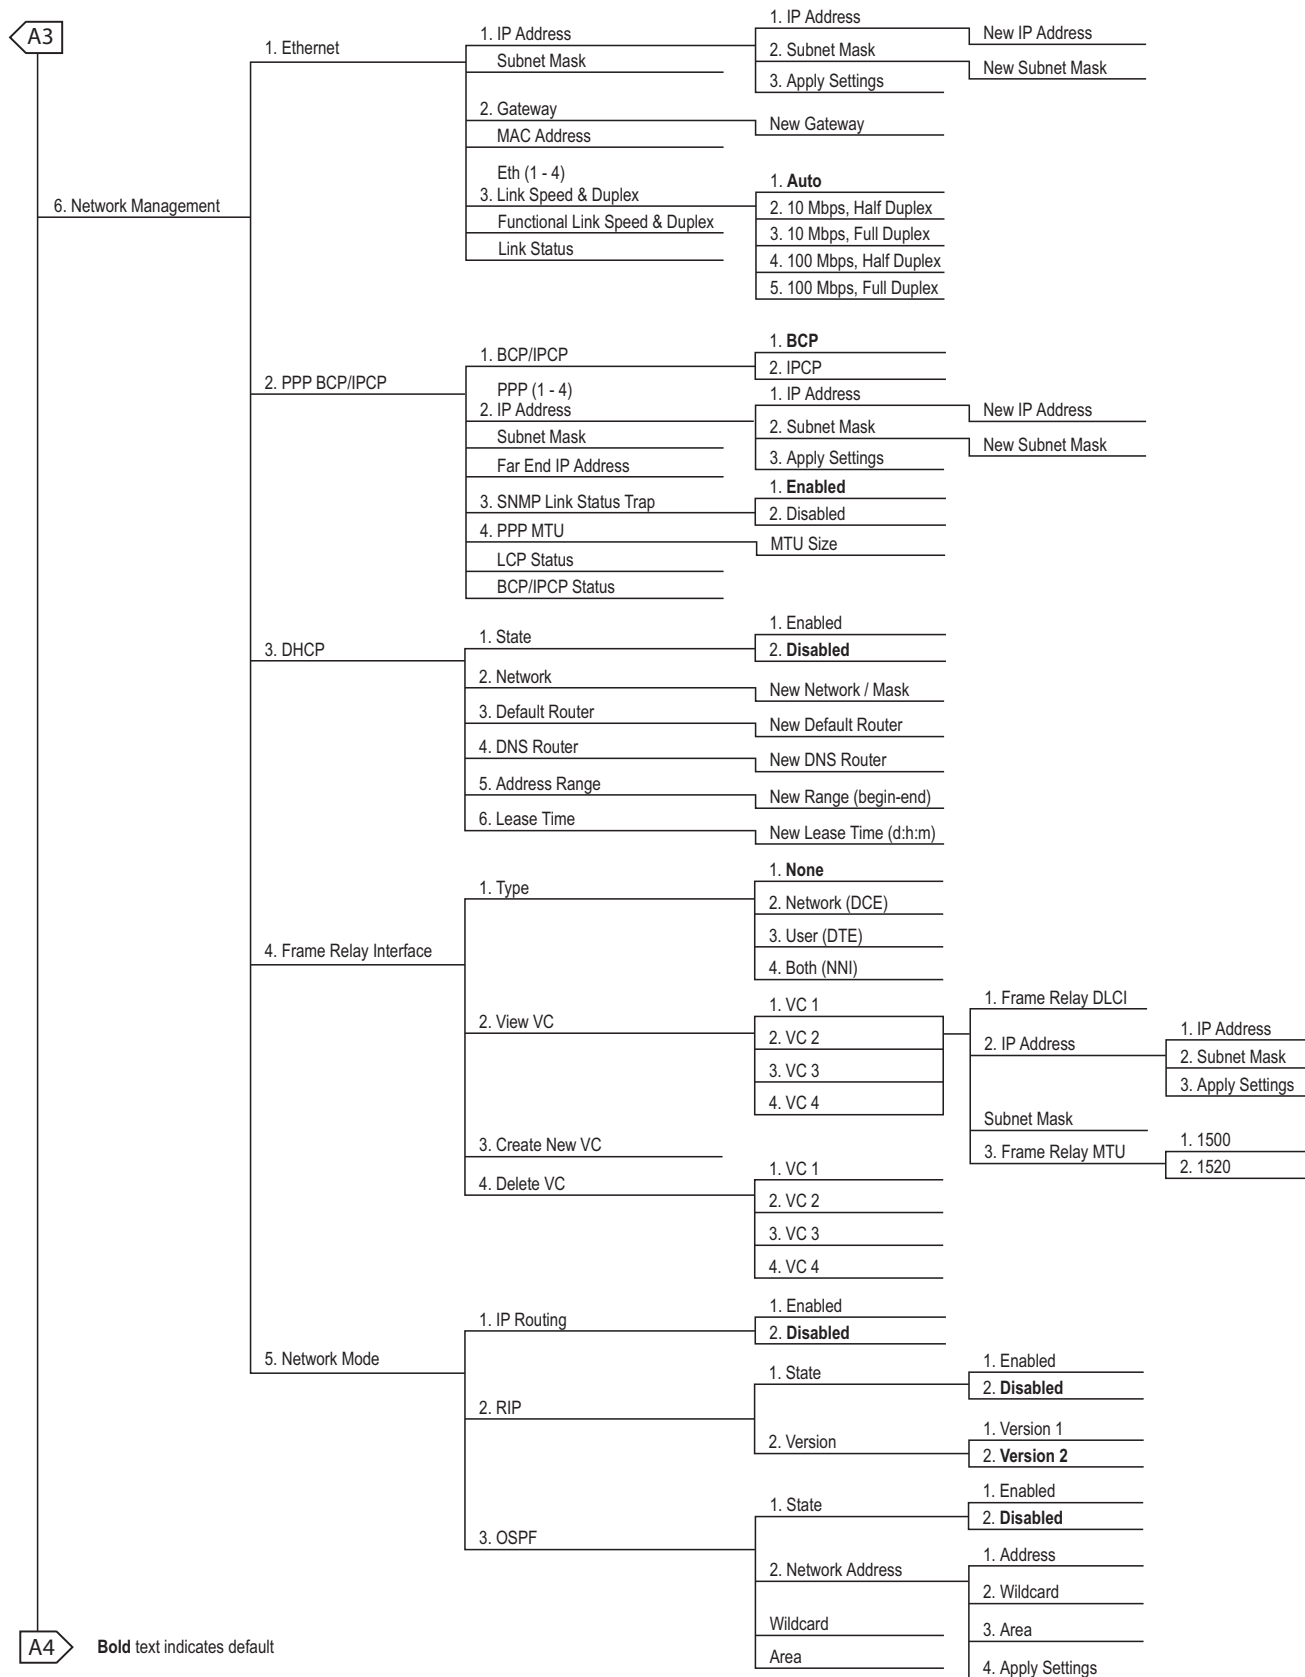 A3
6. Network Management
1. Ethernet
1. IP Address
1. IP Address
New IP Address
2. Subnet Mask
New Subnet Mask
3. Apply Settings
Subnet Mask
2. Gateway
New Gateway
MAC Address
Eth (1 - 4)
3. Link Speed & Duplex
1. Auto
2. 10 Mbps, Half Duplex
3. 10 Mbps, Full Duplex
4. 100 Mbps, Half Duplex
5. 100 Mbps, Full Duplex
Functional Link Speed & Duplex
Link Status
2. PPP BCP/IPCP
1. BCP/IPCP
1. BCP
2. IPCP
PPP (1 - 4)
2. IP Address
1. IP Address
New IP Address
2. Subnet Mask
New Subnet Mask
3. Apply Settings
Subnet Mask
Far End IP Address
3. SNMP Link Status Trap
1. Enabled
2. Disabled
4. PPP MTU
MTU Size
LCP Status
BCP/IPCP Status
3. DHCP
1. State
1. Enabled
2. Disabled
2. Network
New Network / Mask
3. Default Router
New Default Router
4. DNS Router
New DNS Router
5. Address Range
New Range (begin-end)
6. Lease Time
New Lease Time (d:h:m)
4. Frame Relay Interface
1. Type
1. None
2. Network (DCE)
3. User (DTE)
4. Both (NNI)
2. View VC
1. VC 1
2. VC 2
3. VC 3
4. VC 4
1. Frame Relay DLCI
2. IP Address
1. IP Address
2. Subnet Mask
3. Apply Settings
Subnet Mask
3. Frame Relay MTU
1. 1500
2. 1520
3. Create New VC
4. Delete VC
1. VC 1
2. VC 2
3. VC 3
4. VC 4
5. Network Mode
1. IP Routing
1. Enabled
2. Disabled
2. RIP
1. State
1. Enabled
2. Disabled
2. Version
1. Version 1
2. Version 2
3. OSPF
1. State
1. Enabled
2. Disabled
2. Network Address
1. Address
2. Wildcard
3. Area
4. Apply Settings
Wildcard
Area
A4
Bold text indicates default